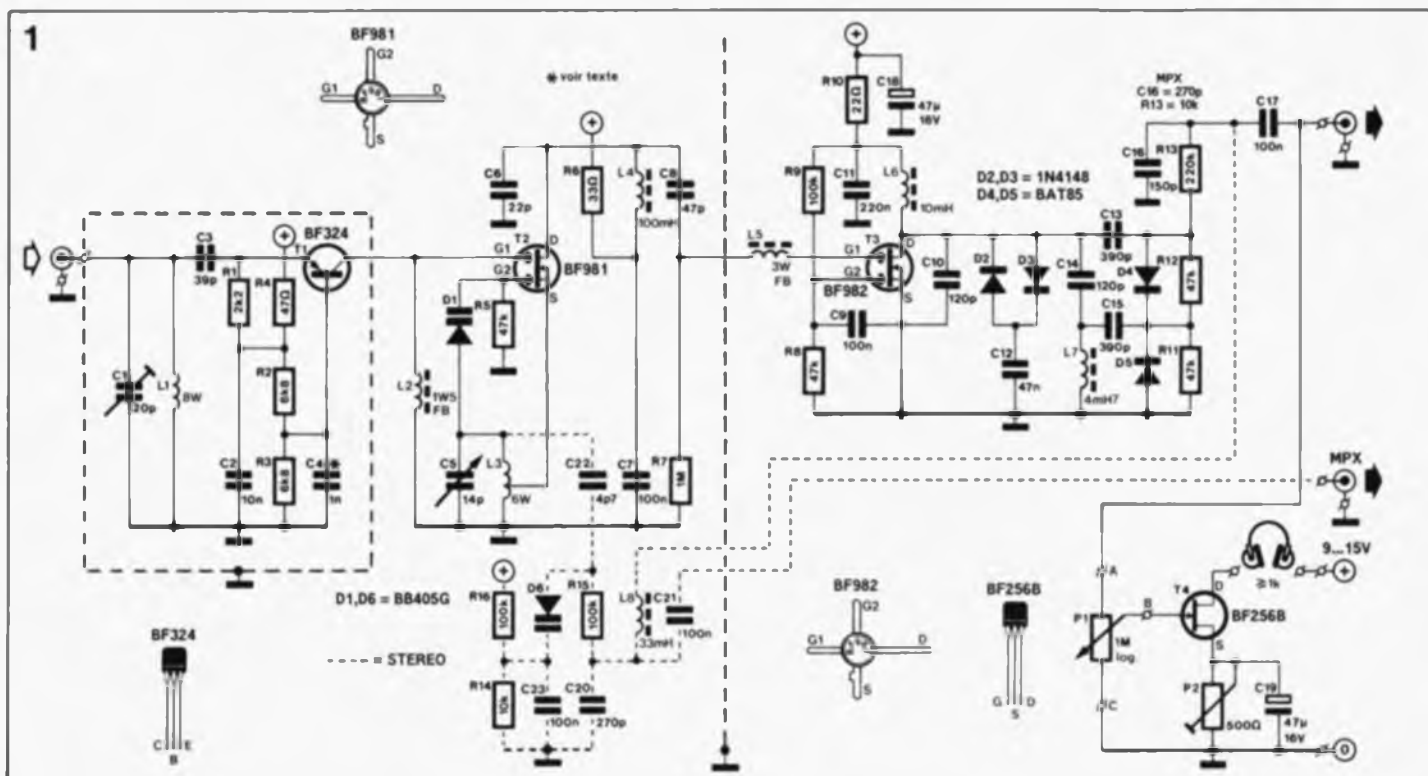 1
BF981
G2
G1
D
S
✱ voir texte
C3
39p
R1
2k2
R4
47Ω
T1
BF324
C1
20p
L1
8W
R2
6k8
R3
6k8
C2
10n
C4
*
1n
BF324
C
B
E
C6
22p
R6
33Ω
L4
100mH
C8
47p
G1
G2
T2
D
S
BF981
D1
R5
47k
L2
1W5
FB
C5
14p
L3
6W
C22
4p7
C7
100n
R7
1M
D1,D6 = BB405G
---- = STEREO
R16
100k
D6
R15
100k
L8
33mH
C21
100n
R14
10k
C23
100n
C20
270p
R10
22Ω
C18
47µ
16V
R9
100k
C11
220n
L6
10mH
D2,D3 = 1N4148
D4,D5 = BAT85
L5
3W
FB
G1
G2
T3
D
S
BF982
C10
120p
C9
100n
R8
47k
D2
D3
C12
47n
C14
120p
C13
390p
C15
390p
L7
4mH7
D4
D5
R12
47k
R11
47k
MPX
C16 = 270p
R13 = 10k
C16
150p
R13
220k
C17
100n
MPX
BF982
G2
G1
D
S
BF256B
G
S
D
P1
1M
log.
A
B
C
T4
D
S
BF256B
≥1k
9...15V
P2
500Ω
C19
47µ
16V
0